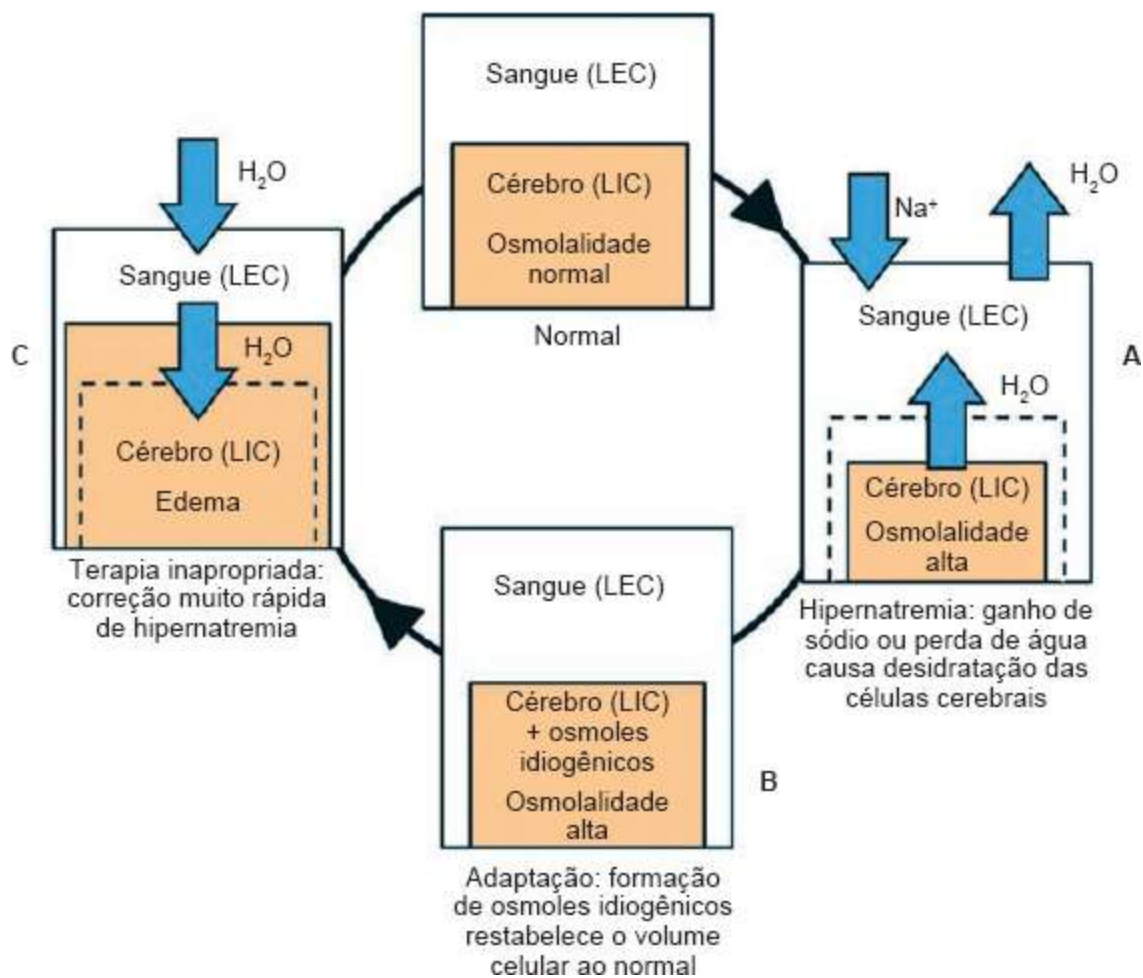 Sangue (LEC)
Cérebro (LIC)
Osmolalidade
normal
Normal
Na⁺
H₂O
Sangue (LEC)
A
H₂O
Cérebro (LIC)
Osmolalidade
alta
Hipernatremia: ganho de
sódio ou perda de água
causa desidratação das
células cerebrais
Sangue (LEC)
Cérebro (LIC)
+ osmoles
idiogênicos
Osmolalidade
alta
B
Adaptação: formação
de osmoles idiogênicos
restabelece o volume
celular ao normal
H₂O
Sangue (LEC)
C
H₂O
Cérebro (LIC)
Edema
Terapia inapropriada:
correção muito rápida
de hipernatremia